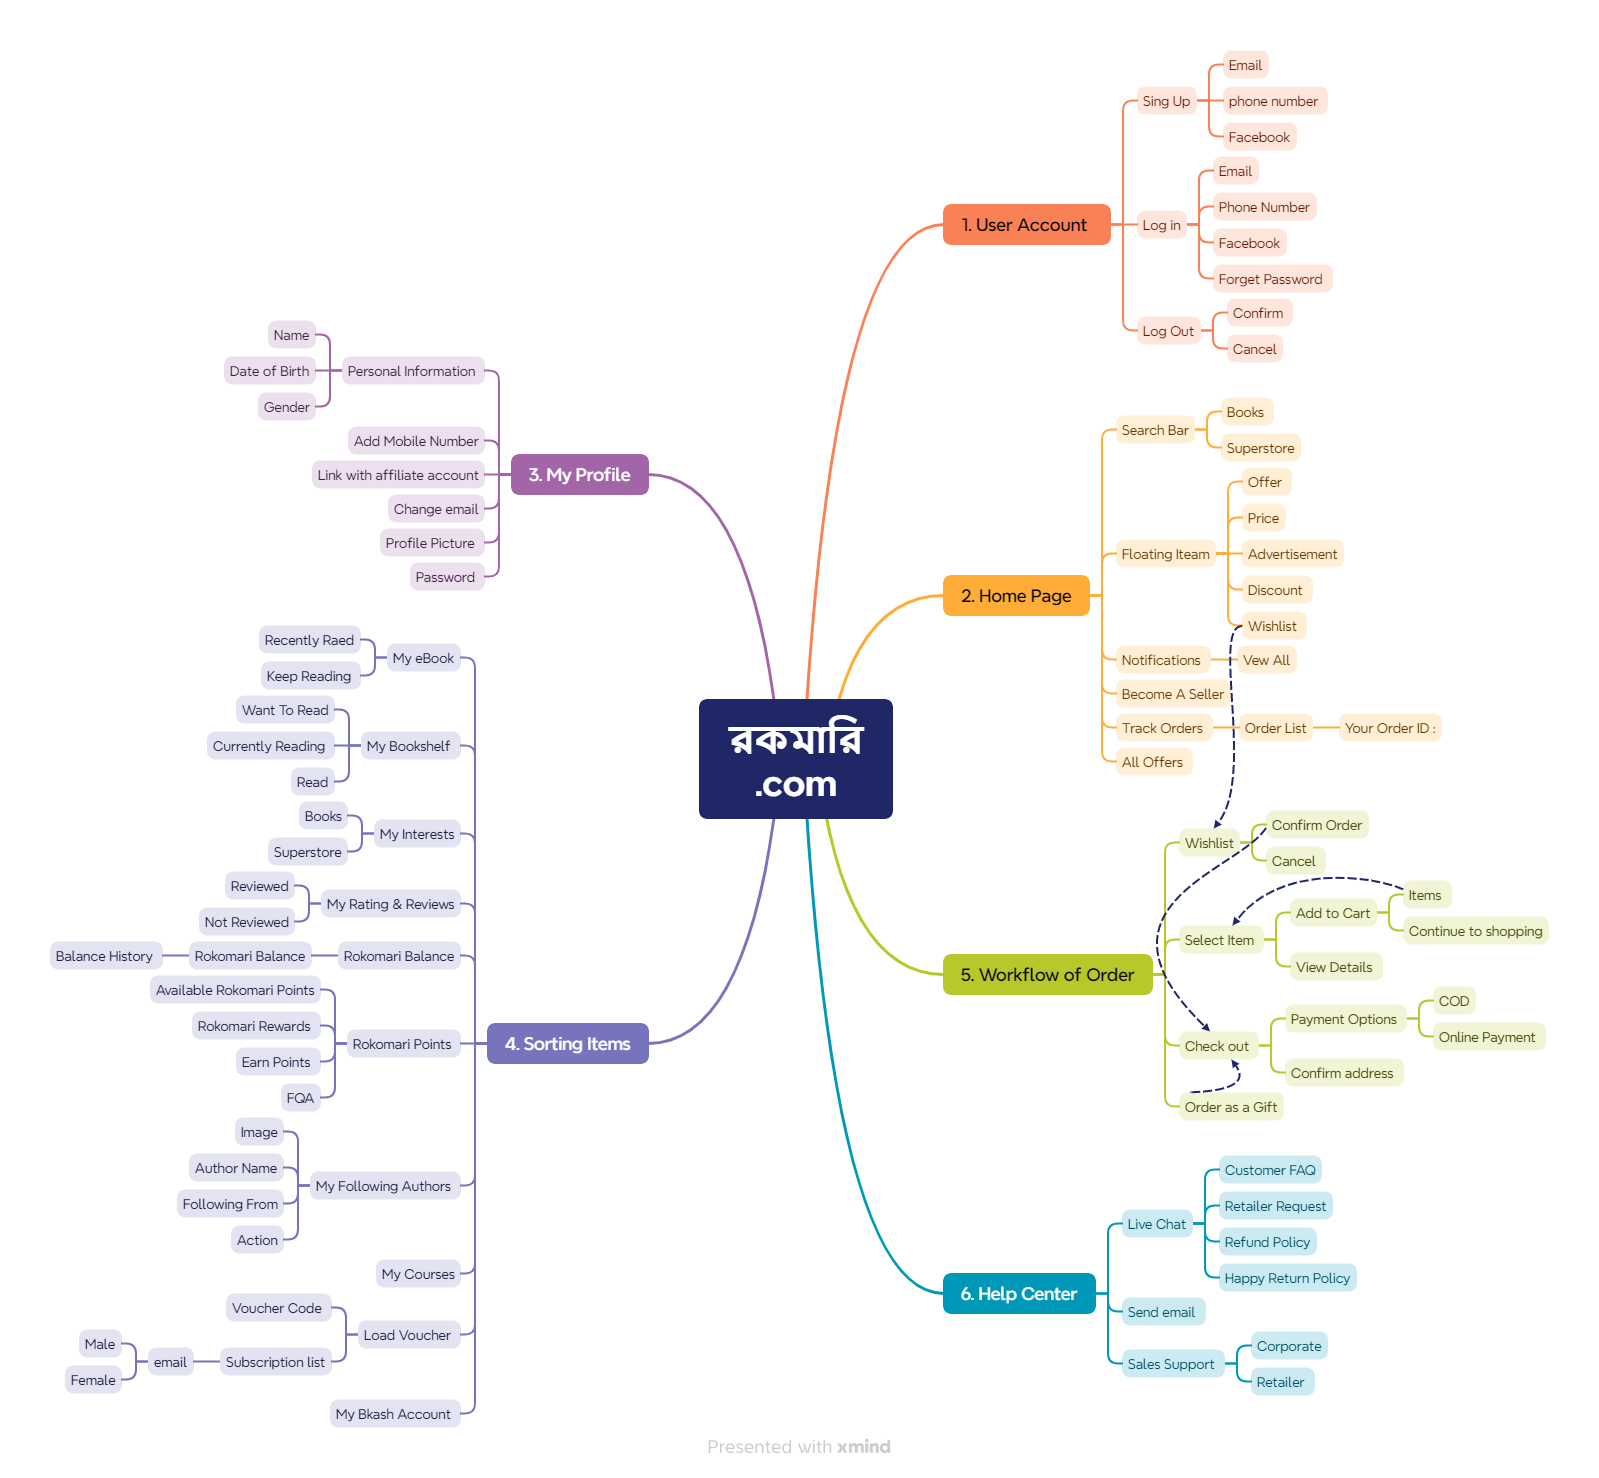 রকমারি
.com
1. User Account
Sing Up
Email
phone number
Facebook
Log in
Email
Phone Number
Facebook
Forget Password
Log Out
Confirm
Cancel
2. Home Page
Search Bar
Books
Superstore
Floating Iteam
Offer
Price
Advertisement
Discount
Wishlist
Notifications
Vew All
Become A Seller
Track Orders
Order List
Your Order ID :
All Offers
3. My Profile
Personal Information
Name
Date of Birth
Gender
Add Mobile Number
Link with affiliate account
Change email
Profile Picture
Password
4. Sorting Items
My eBook
Recently Raed
Keep Reading
My Bookshelf
Want To Read
Currently Reading
Read
My Interests
Books
Superstore
My Rating & Reviews
Reviewed
Not Reviewed
Rokomari Balance
Rokomari Balance
Balance History
Rokomari Points
Available Rokomari Points
Rokomari Rewards
Earn Points
FQA
My Following Authors
Image
Author Name
Following From
Action
My Courses
Load Voucher
Voucher Code
Subscription list
email
Male
Female
My Bkash Account
5. Workflow of Order
Wishlist
Confirm Order
Cancel
Select Item
Add to Cart
Items
Continue to shopping
View Details
Check out
Payment Options
COD
Online Payment
Confirm address
Order as a Gift
6. Help Center
Live Chat
Customer FAQ
Retailer Request
Refund Policy
Happy Return Policy
Send email
Sales Support
Corporate
Retailer
Presented with xmind